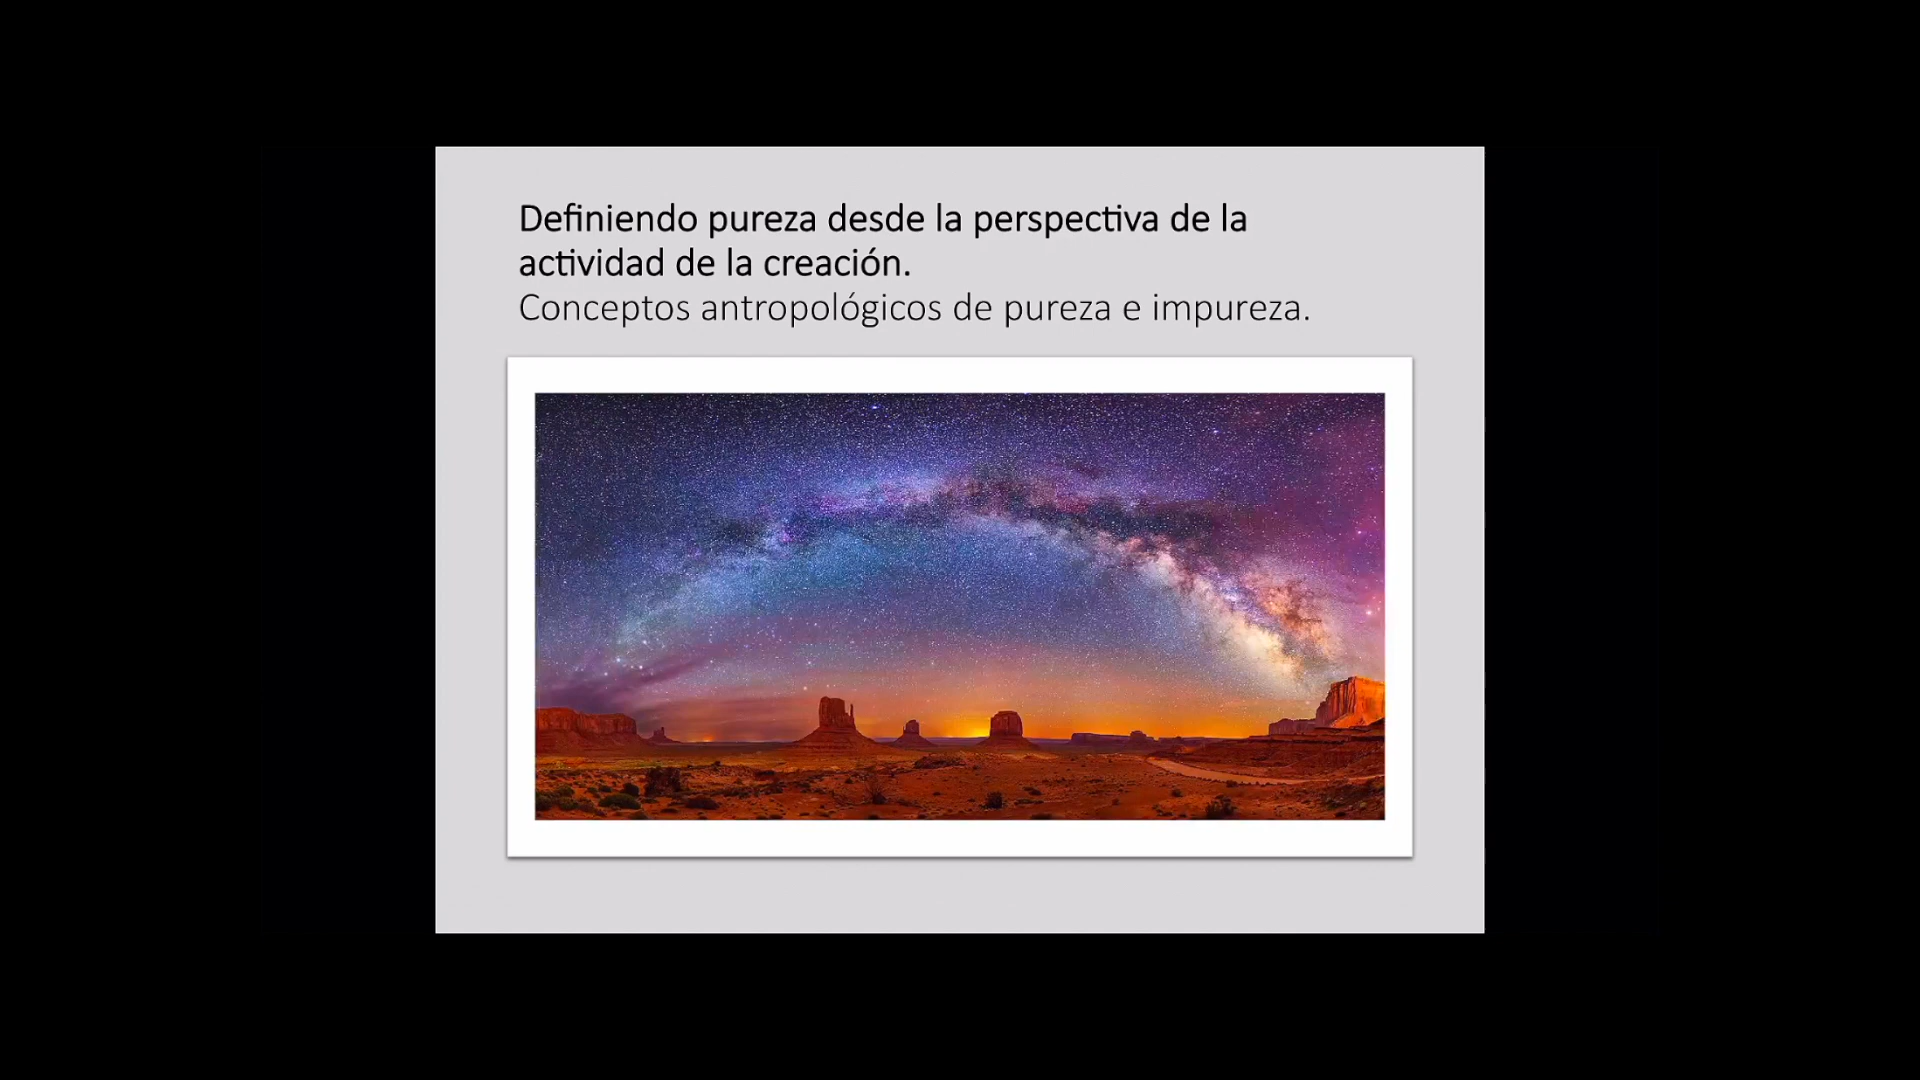 Definiendo pureza desde la perspectiva de la
actividad de la creación.
Conceptos antropológicos de pureza e impureza.